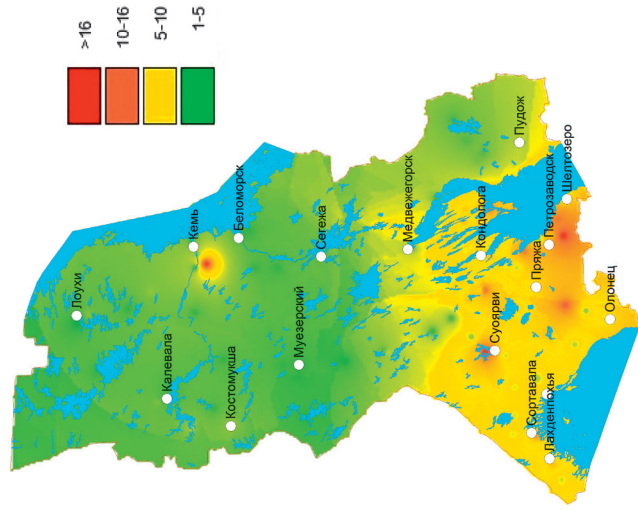 >16
10-16
5-10
1-5
Лоухи
Калевала
Кемь
Костомукша
Беломорск
Сегежа
Муезерский
Медвежегорск
Пудож
Кондопога
Суоярви
Пряжа
Петрозаводск
Шелтозеро
Сортавала
Лахденпохья
Олонец